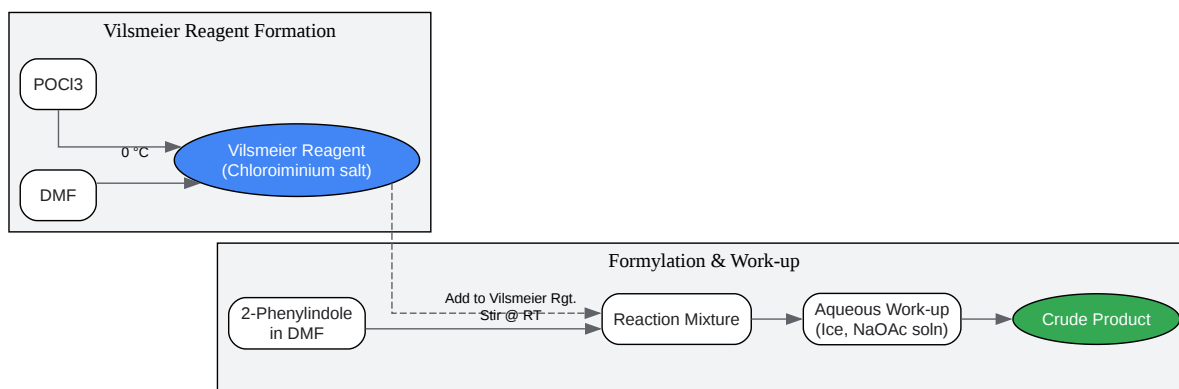 Vilsmeier Reagent Formation
POCl3
0 °C
Vilsmeier Reagent
(Chloroiminium salt)
DMF
Formylation & Work-up
Add to Vilsmeier Rgt.
Stir @ RT
2-Phenylindole
in DMF
Reaction Mixture
Aqueous Work-up
(Ice, NaOAc soln)
Crude Product